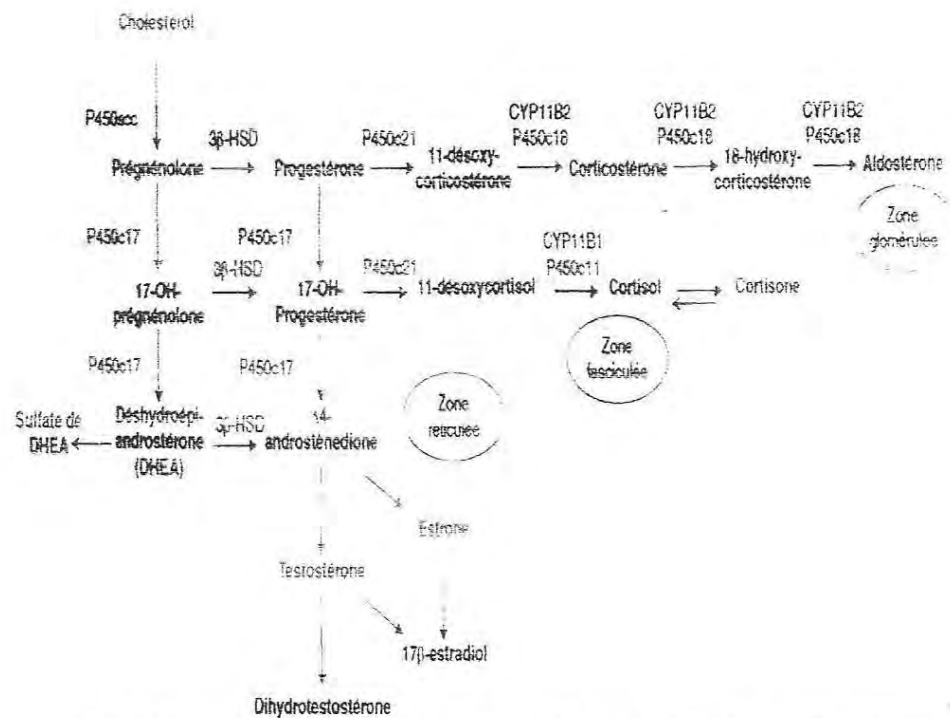 Cholestérol
P450scc
3β-HSD
P450c21
CYP11B2
P450c18
CYP11B2
P450c18
CYP11B2
P450c18
Prégnénolone
Progestérone
11-désoxy-
corticostérone
Corticostérone
18-hydroxy-
corticostérone
Aldostérone
Zone
glomérulée
P450c17
P450c17
3β-HSD
P450c21
CYP11B1
P450c11
17-OH-
prégnénolone
17-OH-
Progestérone
11-désoxycortisol
Cortisol
Cortisone
Zone
fasciculée
P450c17
P450c17
Sulfate de
DHEA
Déshydroépi-
androstérone
(DHEA)
3β-HSD
androsténedione
Zone
réticulée
Estrone
Testostérone
17β-estradiol
Dihydrotestostérone